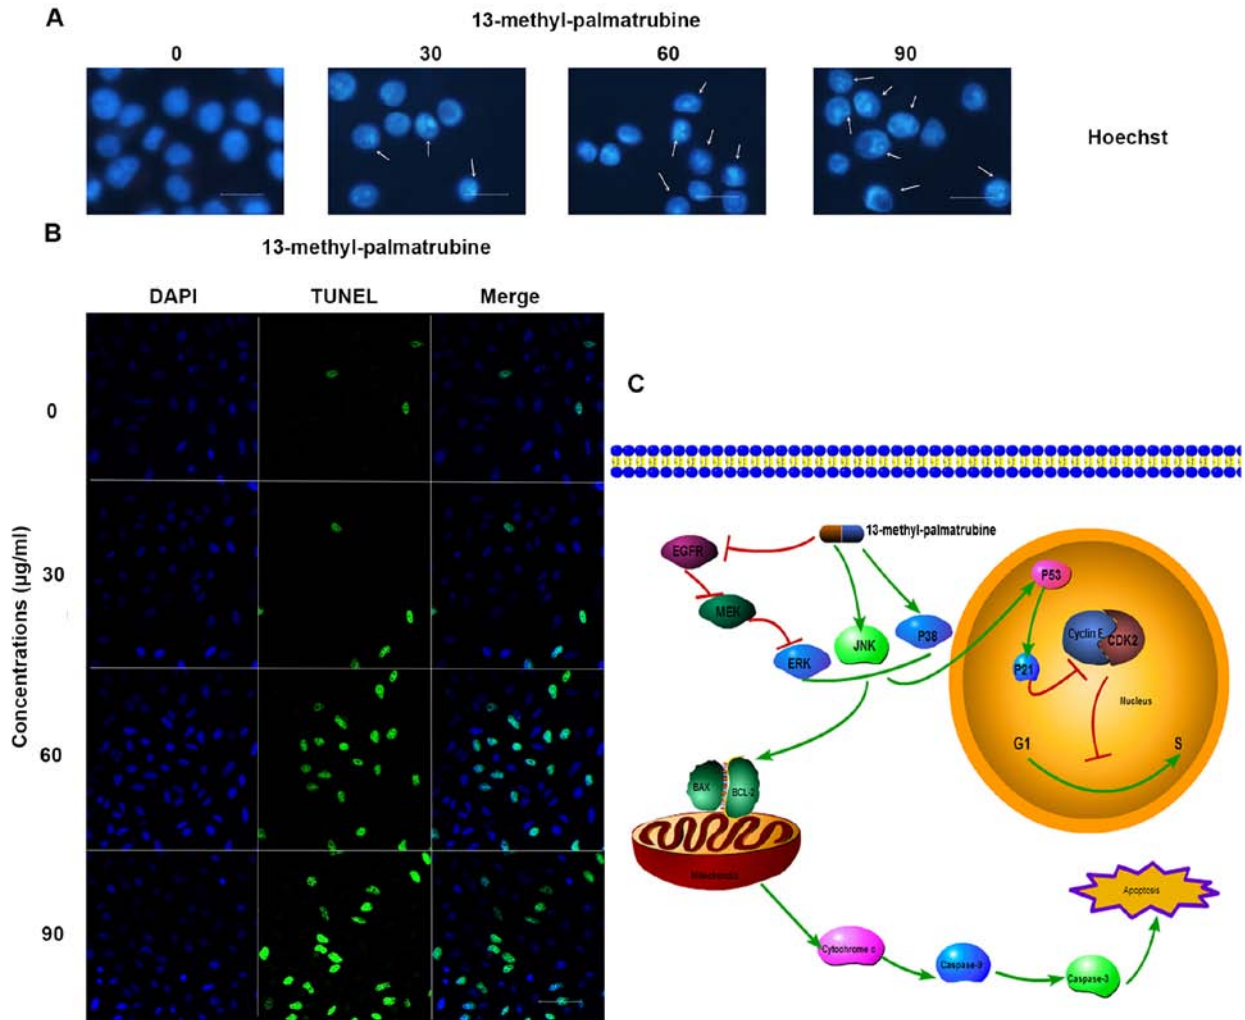 A
13-methyl-palmatrubine
0
30
60
90
Hoechst
B
13-methyl-palmatrubine
DAPI
TUNEL
Merge
Concentrations (μg/ml)
0
30
60
90
C
13-methyl-palmatrubine
EGFR
MEK
ERK
JNK
P38
P53
P21
Cyclin E
CDK2
Nucleus
G1
S
BAX
BCL-2
Cytochrome c
Caspase-9
Caspase-3
Apoptosis